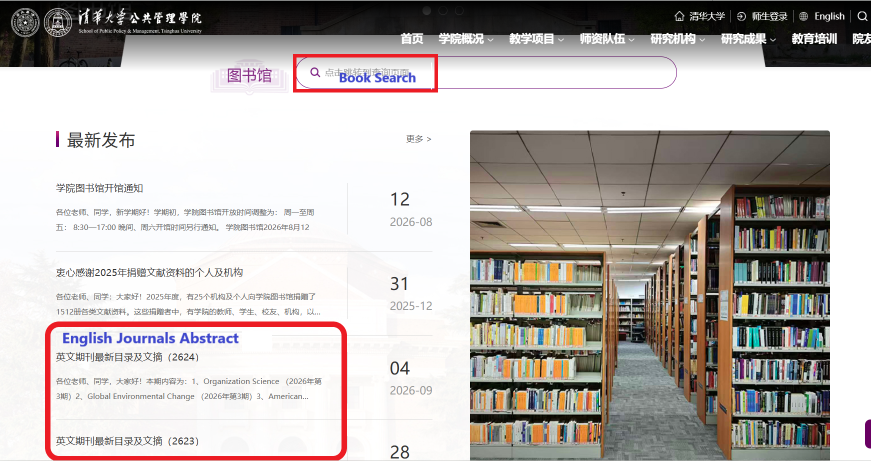 清华大学公共管理学院
School of Public Policy & Management, Tsinghua University
清华大学 师生登录 English
首页 学院概况 教学项目 师资队伍 研究机构 研究成果 教育培训 院友
图书馆
Book Search
最新发布
更多 >
学院图书馆开馆通知
各位老师、同学，新学期好！学期初，学院图书馆开放时间调整为： 周一至周
五： 8:30—17:00 晚间、周六开馆时间另行通知。 学院图书馆2026年8月12
12
2026-08
衷心感谢2025年捐赠文献资料的个人及机构
各位老师、同学：大家好！2025年度，有25个机构及个人向学院图书馆捐赠了
1512册各类文献资料。这些捐赠者中，有学院的教师、学生、校友、机构，以...
31
2025-12
English Journals Abstract
英文期刊最新目录及文摘（2624）
各位老师、同学，大家好！本期内容为：1、Organization Science （2026年第
3期）2、Global Environmental Change （2026年第3期）3、American...
04
2026-09
英文期刊最新目录及文摘（2623）
28